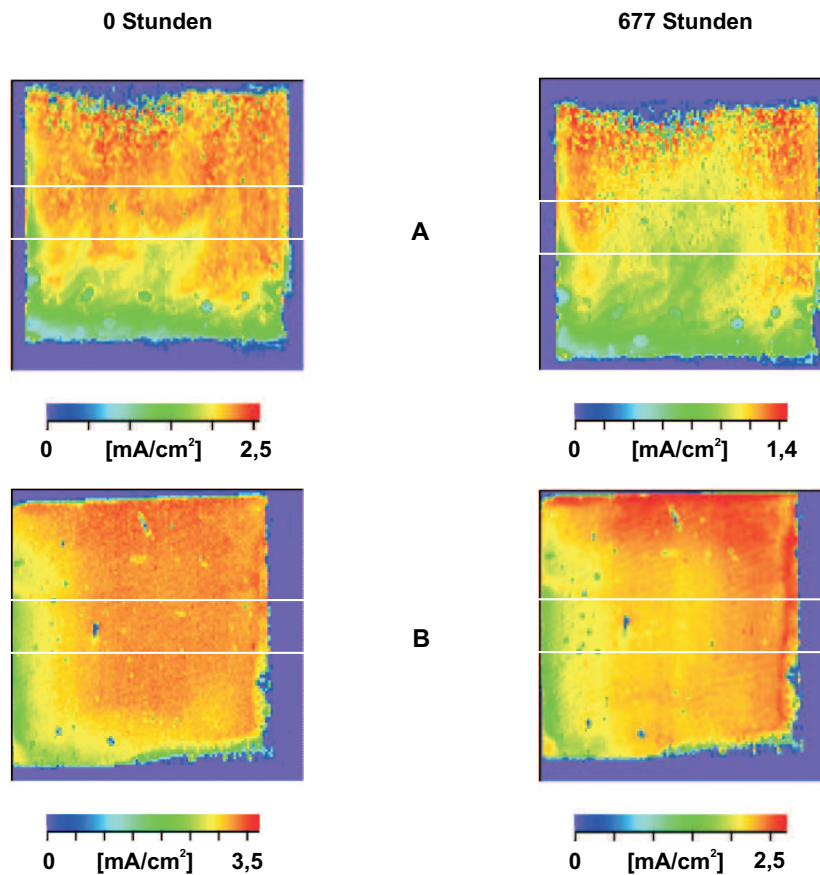 0 Stunden 677 Stunden
A
0 [mA/cm²] 2,5 0 [mA/cm²] 1,4
B
0 [mA/cm²] 3,5 0 [mA/cm²] 2,5